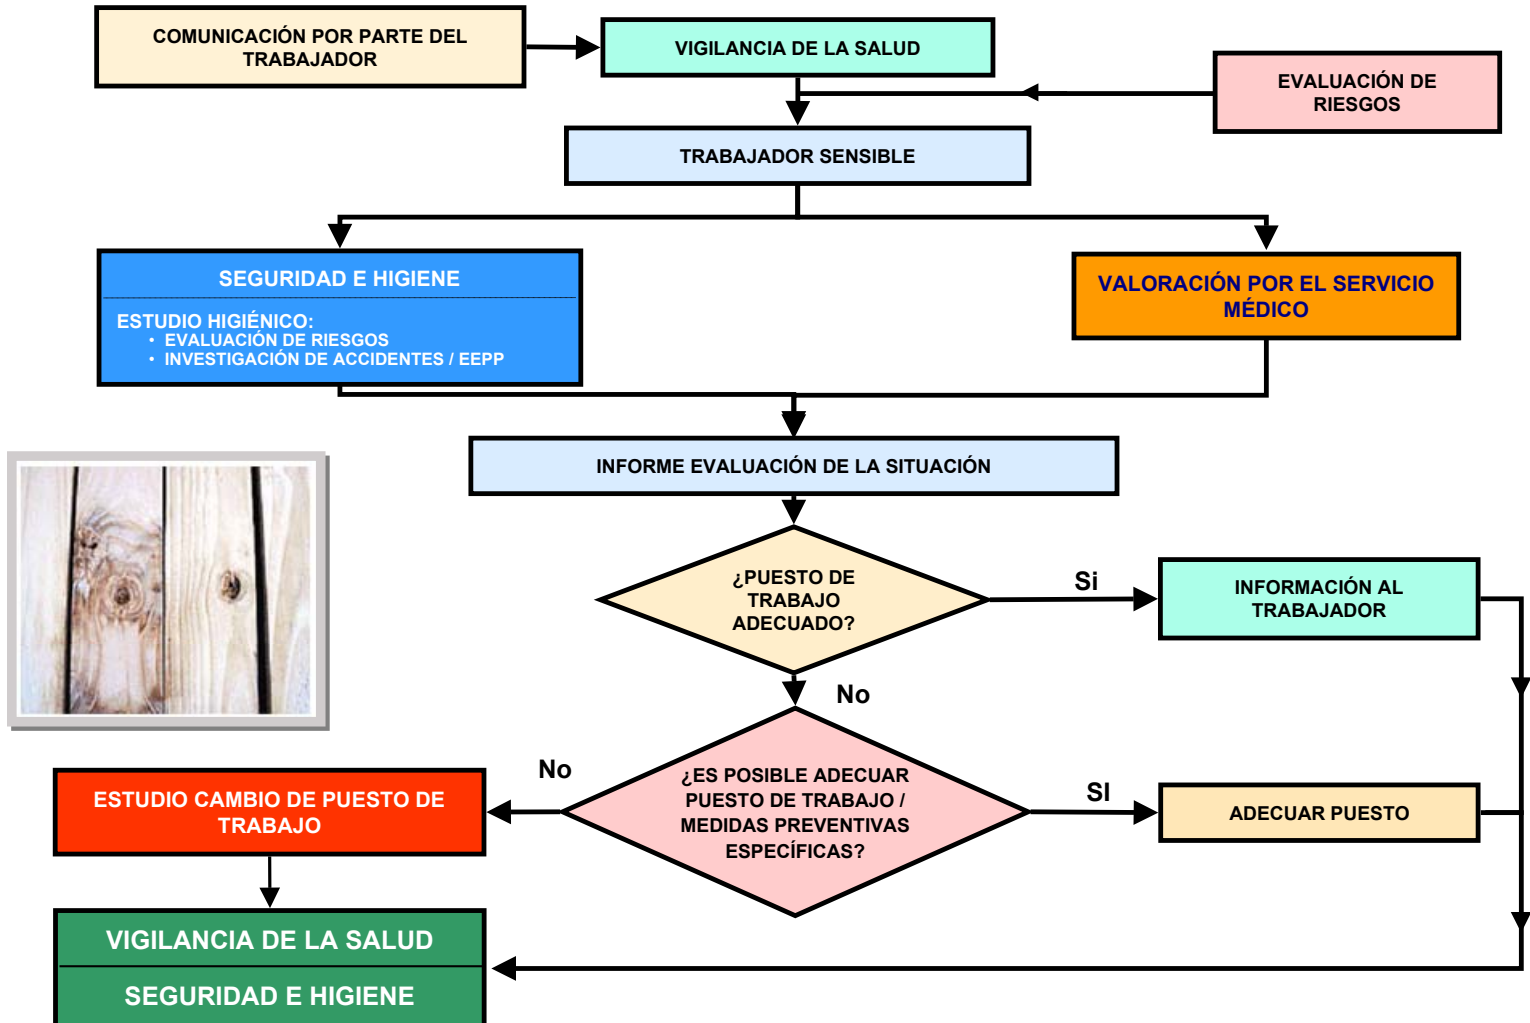 COMUNICACIÓN POR PARTE DEL
TRABAJADOR
VIGILANCIA DE LA SALUD
EVALUACIÓN DE
RIESGOS
TRABAJADOR SENSIBLE
SEGURIDAD E HIGIENE
ESTUDIO HIGIÉNICO:
• EVALUACIÓN DE RIESGOS
• INVESTIGACIÓN DE ACCIDENTES / EEPP
VALORACIÓN POR EL SERVICIO
MÉDICO
INFORME EVALUACIÓN DE LA SITUACIÓN
¿PUESTO DE
TRABAJO
ADECUADO?
Si
INFORMACIÓN AL
TRABAJADOR
No
¿ES POSIBLE ADECUAR
PUESTO DE TRABAJO /
MEDIDAS PREVENTIVAS
ESPECÍFICAS?
No
SI
ESTUDIO CAMBIO DE PUESTO DE
TRABAJO
ADECUAR PUESTO
VIGILANCIA DE LA SALUD
SEGURIDAD E HIGIENE